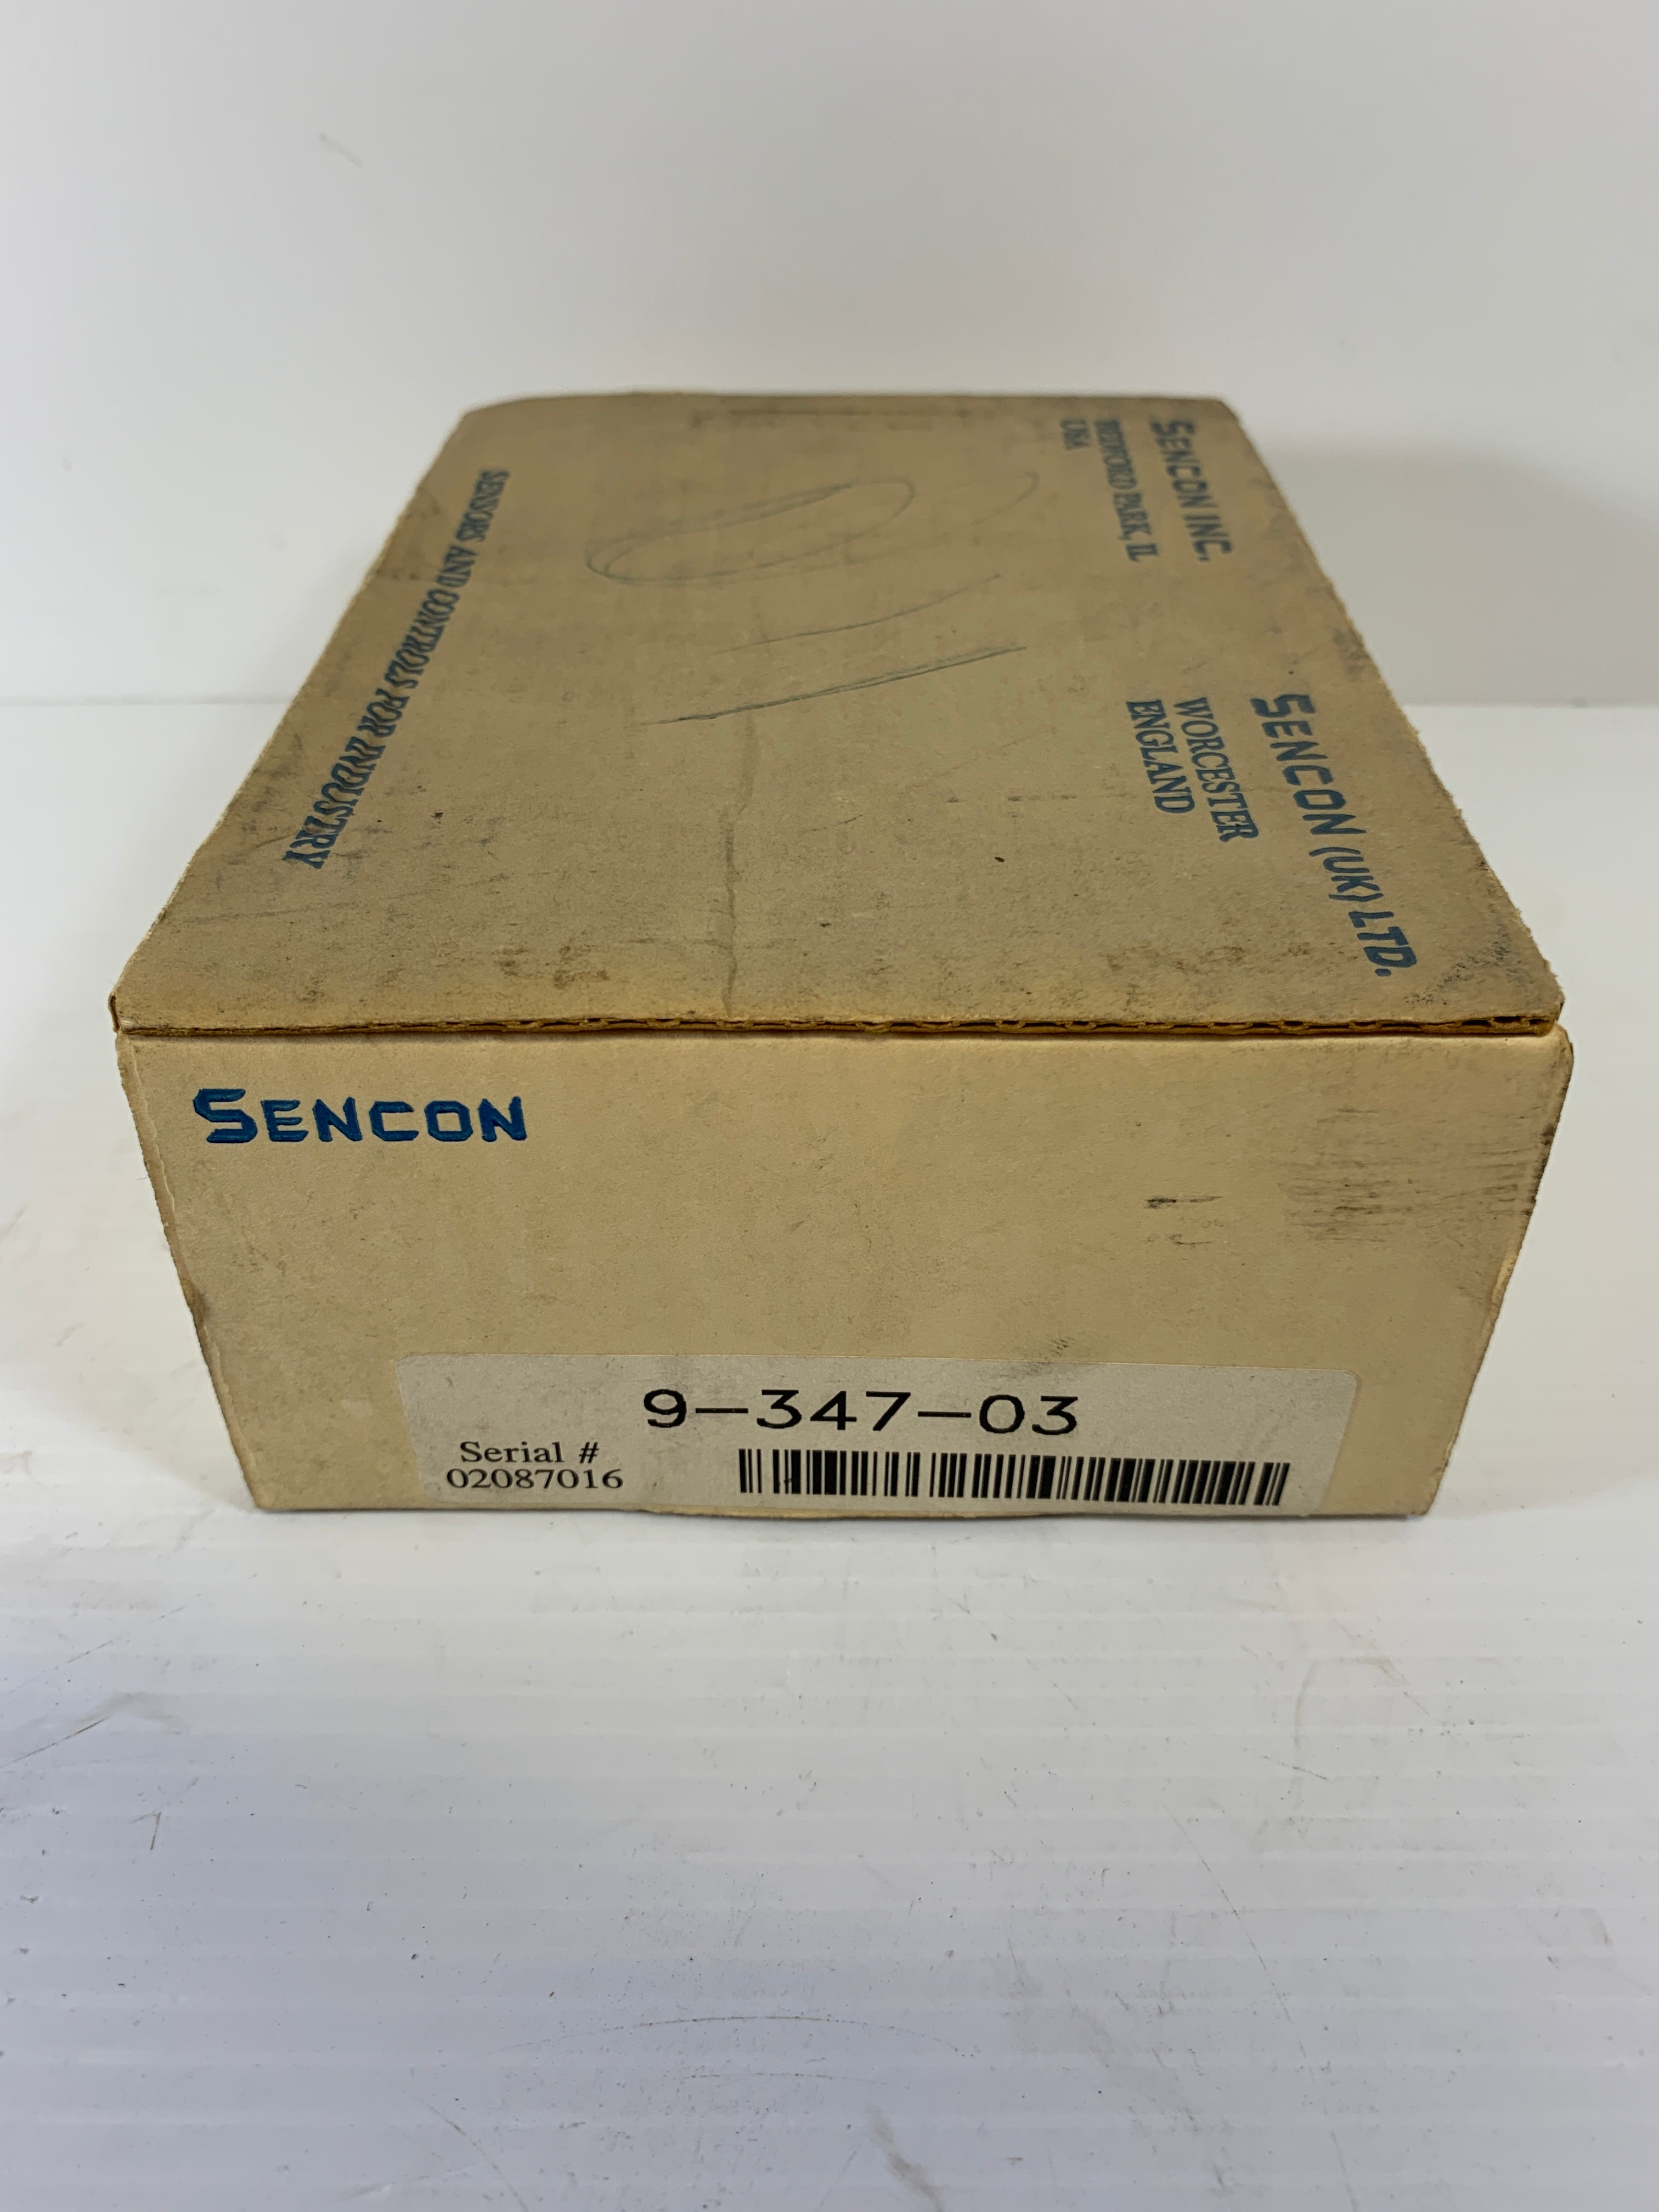 SENCON INC.
BEDFORD PARK, IL
USA
SENCON (UK) LTD.
WORCESTER
ENGLAND
SENSORS AND CONTROLS FOR INDUSTRY
SENCON
9-347-03
Serial #
02087016